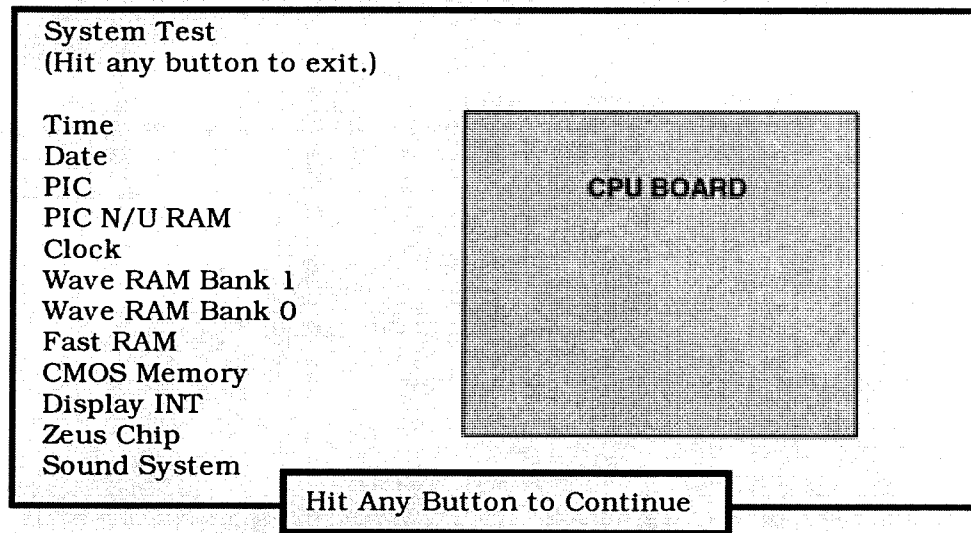 System Test
(Hit any button to exit.)
Time
Date
PIC
PIC N/U RAM
Clock
Wave RAM Bank 1
Wave RAM Bank 0
Fast RAM
CMOS Memory
Display INT
Zeus Chip
Sound System
CPU BOARD
Hit Any Button to Continue